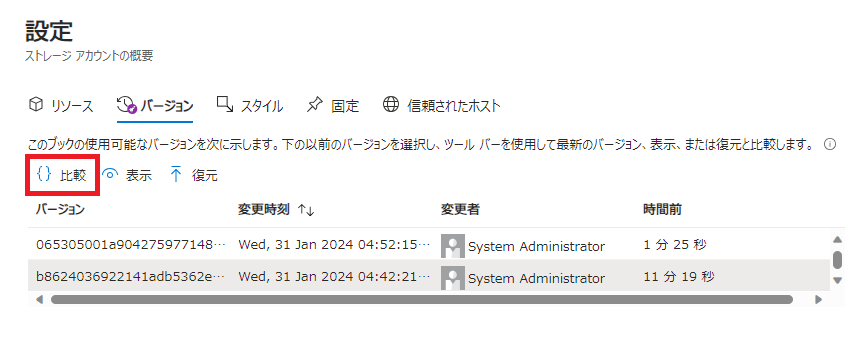 設定
ストレージ アカウントの概要
リソース バージョン スタイル 固定 信頼されたホスト
このブックの使用可能なバージョンを次に示します。下の以前のバージョンを選択し、ツール バーを使用して最新のバージョン、表示、または復元と比較します。
{} 比較 表示 復元
バージョン 変更時刻 ↑↓ 変更者 時間前
065305001a904275977148… Wed, 31 Jan 2024 04:52:15… System Administrator 1 分 25 秒
b8624036922141adb5362e… Wed, 31 Jan 2024 04:42:21… System Administrator 11 分 19 秒